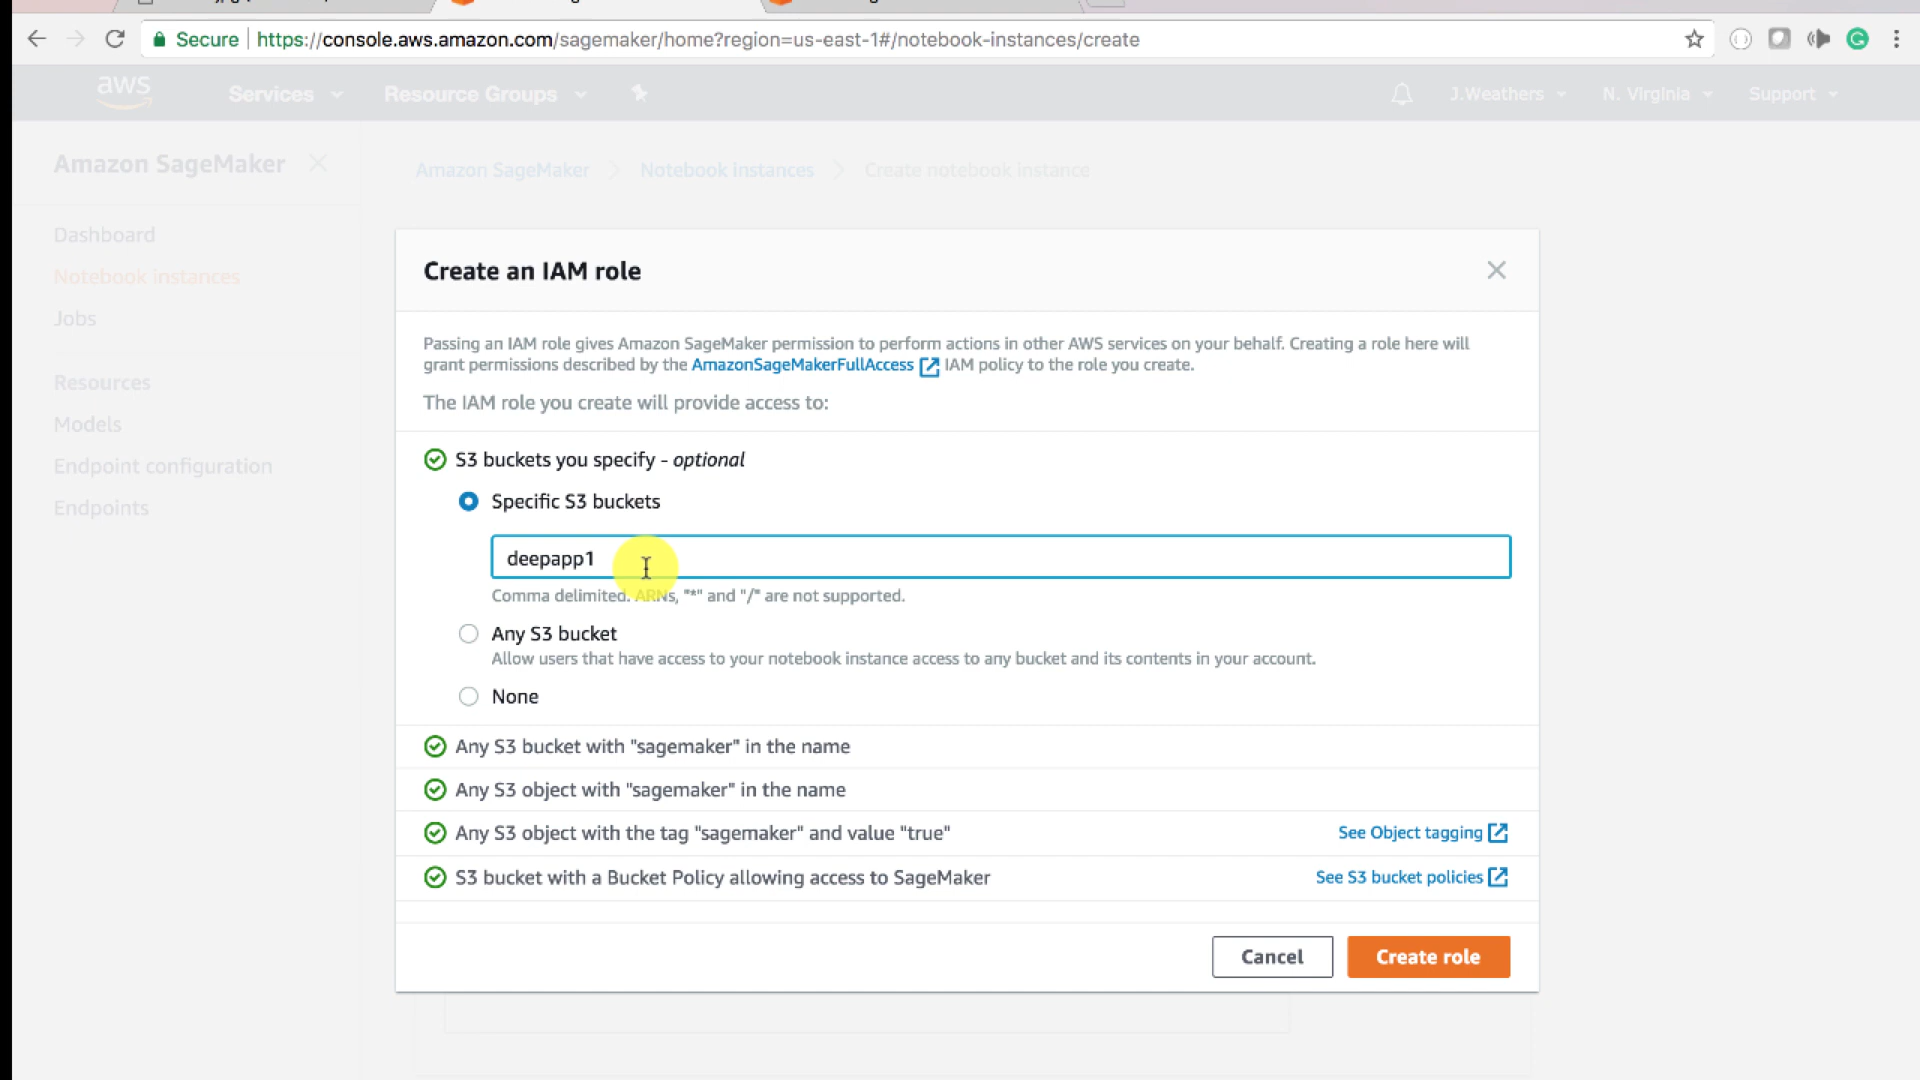 Secure https://console.aws.amazon.com/sagemaker/home?region=us-east-1#/notebook-instances/create
aws Services Resource Groups J.Weathers N. Virginia Support
Amazon SageMaker
Amazon SageMaker Notebook instances Create notebook instance
Dashboard
Notebook instances
Jobs
Resources
Models
Endpoint configuration
Endpoints
Create an IAM role
Passing an IAM role gives Amazon SageMaker permission to perform actions in other AWS services on your behalf. Creating a role here will
grant permissions described by the AmazonSageMakerFullAccess IAM policy to the role you create.
The IAM role you create will provide access to:
S3 buckets you specify - optional
Specific S3 buckets
deepapp1
Comma delimited. ARNs, "*" and "/" are not supported.
Any S3 bucket
Allow users that have access to your notebook instance access to any bucket and its contents in your account.
None
Any S3 bucket with "sagemaker" in the name
Any S3 object with "sagemaker" in the name
Any S3 object with the tag "sagemaker" and value "true" See Object tagging
S3 bucket with a Bucket Policy allowing access to SageMaker See S3 bucket policies
Cancel Create role